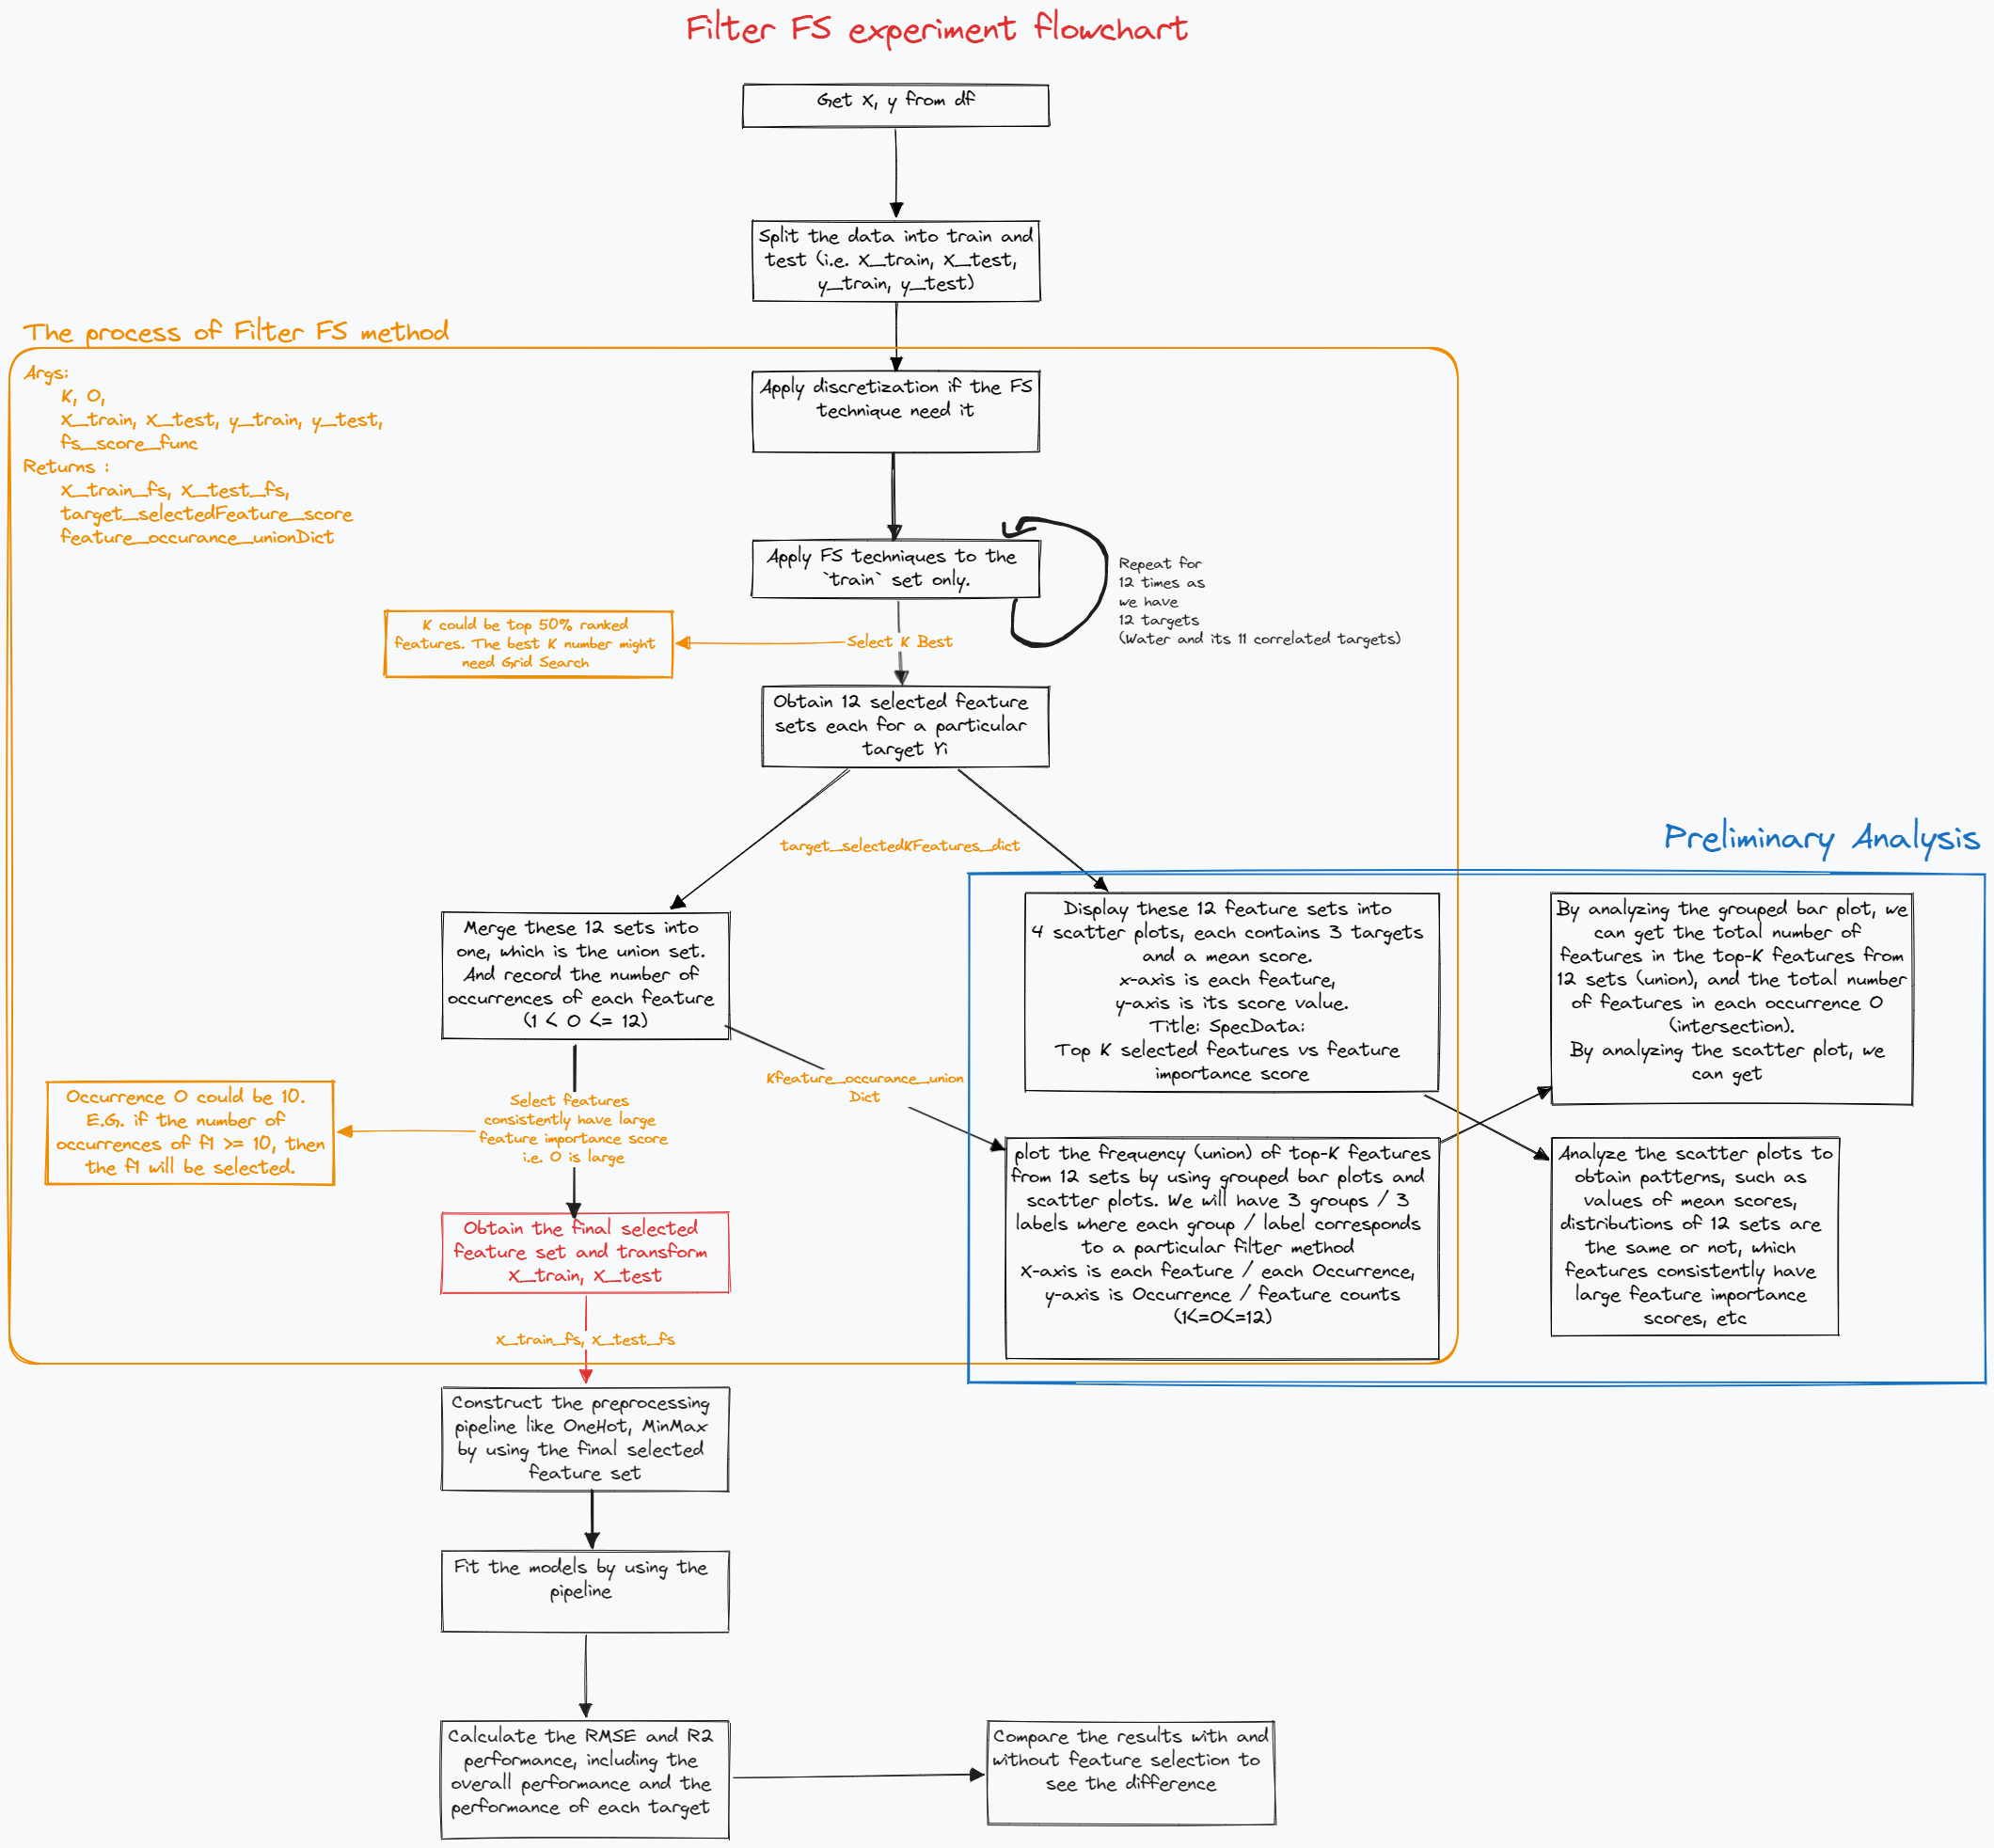 Filter FS experiment flowchart
Get X, y from df
Split the data into train and
test (i.e. X_train, X_test,
y_train, y_test)
The process of Filter FS method
Args:
K, O,
X_train, X_test, y_train, y_test,
fs_score_func
Returns :
X_train_fs, X_test_fs,
target_selectedFeature_score
feature_occurance_unionDict
Apply discretization if the FS
technique need it
Apply FS techniques to the
`train` set only.
Repeat for
12 times as
we have
12 targets
(Water and its 11 correlated targets)
Select K Best
K could be top 50% ranked
features. The best K number might
need Grid Search
Obtain 12 selected feature
sets each for a particular
target Yi
target_selectedKFeatures_dict
Preliminary Analysis
Merge these 12 sets into
one, which is the union set.
And record the number of
occurrences of each feature
(1 < O <= 12)
Display these 12 feature sets into
4 scatter plots, each contains 3 targets
and a mean score.
x-axis is each feature,
y-axis is its score value.
Title: SpecData:
Top K selected features vs feature
importance score
By analyzing the grouped bar plot, we
can get the total number of
features in the top-K features from
12 sets (union), and the total number
of features in each occurrence O
(intersection).
By analyzing the scatter plot, we
can get
Kfeature_occurance_union
Dict
Select features
consistently have large
feature importance score
i.e. O is large
Occurrence O could be 10.
E.G. if the number of
occurrences of f1 >= 10, then
the f1 will be selected.
plot the frequency (union) of top-K features
from 12 sets by using grouped bar plots and
scatter plots. We will have 3 groups / 3
labels where each group / label corresponds
to a particular filter method
X-axis is each feature / each Occurrence,
y-axis is Occurrence / feature counts
(1<=O<=12)
Analyze the scatter plots to
obtain patterns, such as
values of mean scores,
distributions of 12 sets are
the same or not, which
features consistently have
large feature importance
scores, etc
Obtain the final selected
feature set and transform
X_train, X_test
X_train_fs, X_test_fs
Construct the preprocessing
pipeline like OneHot, MinMax
by using the final selected
feature set
Fit the models by using the
pipeline
Calculate the RMSE and R2
performance, including the
overall performance and the
performance of each target
Compare the results with and
without feature selection to
see the difference